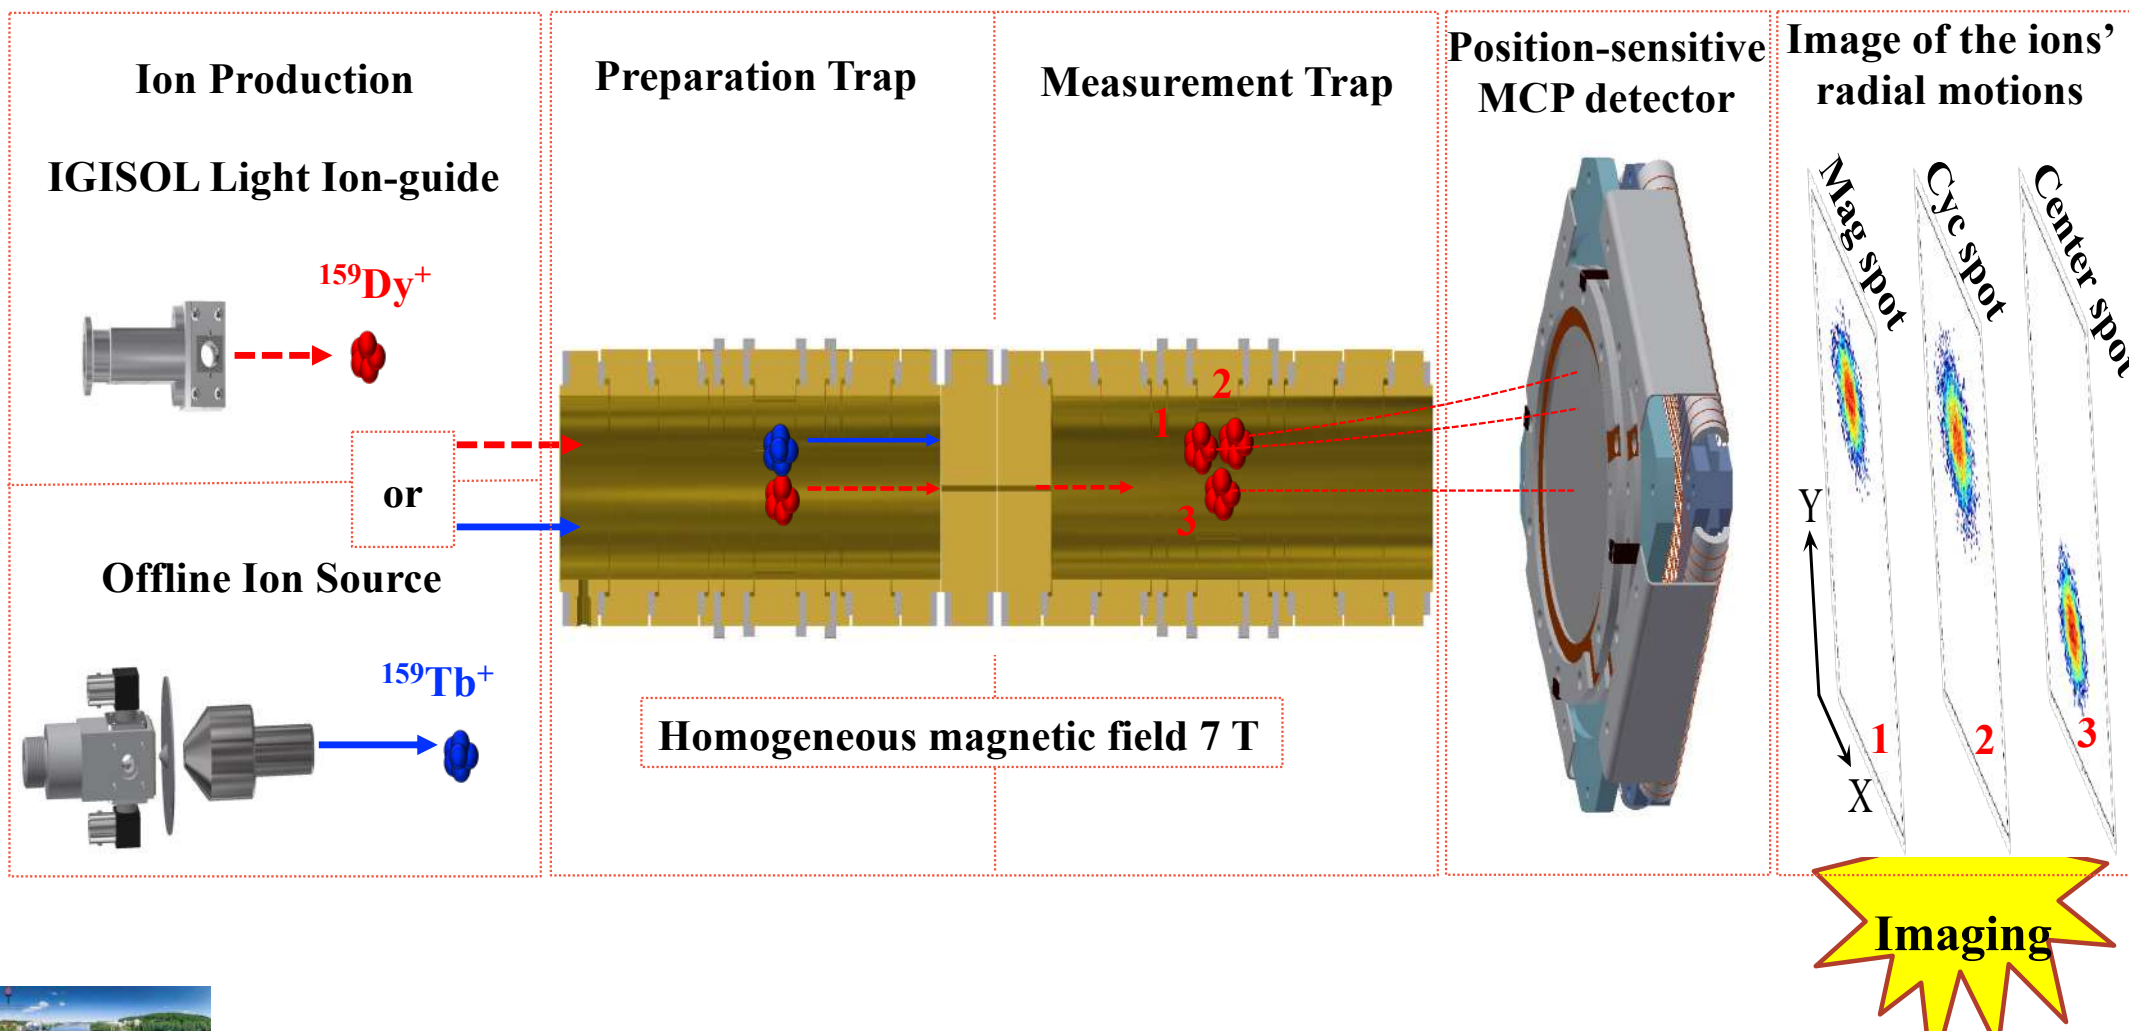 Ion Production
IGISOL Light Ion-guide
¹⁵⁹Dy⁺
or
Offline Ion Source
¹⁵⁹Tb⁺
Preparation Trap
Measurement Trap
1
2
3
Homogeneous magnetic field 7 T
Position-sensitive
MCP detector
Image of the ions’
radial motions
Mag spot
Cyc spot
Center spot
Y
X
1
2
3
Imaging